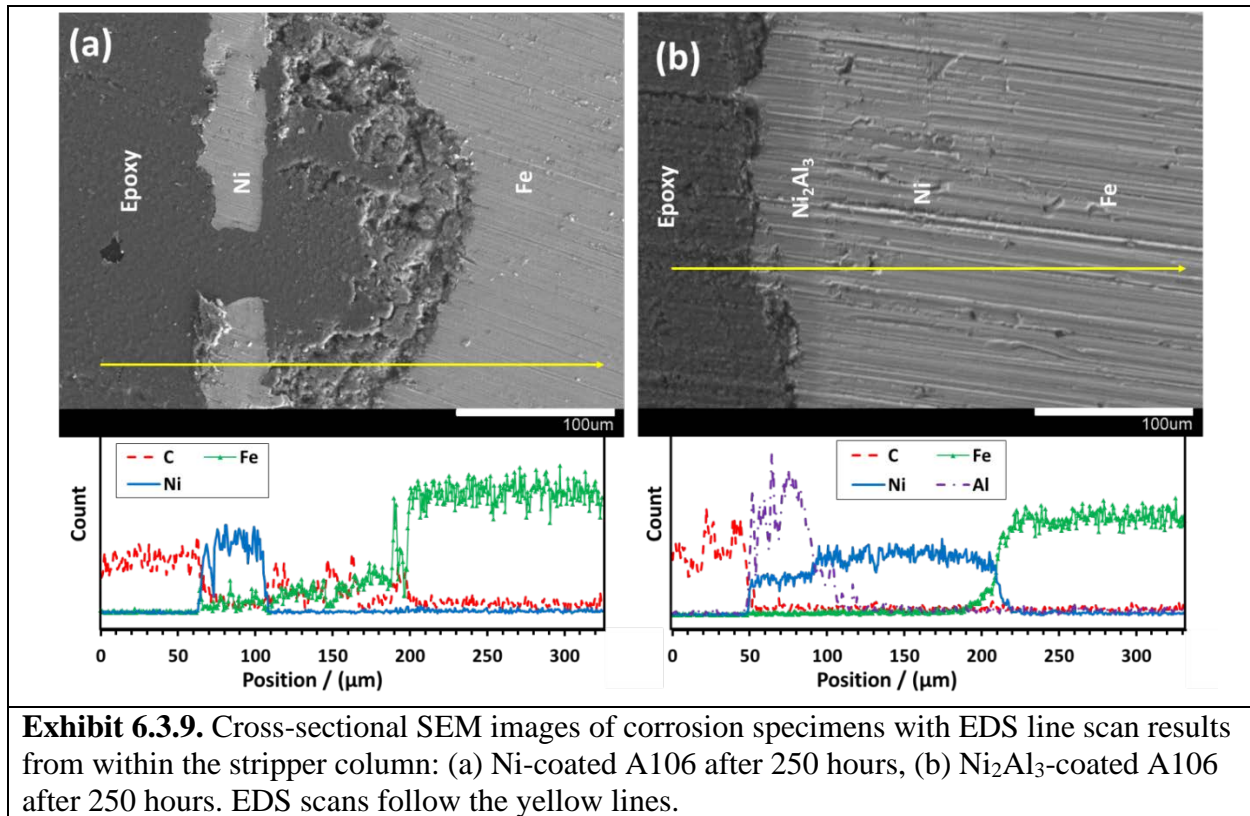 (a)
Epoxy
Ni
Fe
100um
(b)
Epoxy
Ni₂Al₃
Ni
Fe
100um
C
Fe
Ni
Count
0 50 100 150 200 250 300
Position / (μm)
C
Fe
Ni
Al
Count
0 50 100 150 200 250 300
Position / (μm)
Exhibit 6.3.9. Cross-sectional SEM images of corrosion specimens with EDS line scan results
from within the stripper column: (a) Ni-coated A106 after 250 hours, (b) Ni₂Al₃-coated A106
after 250 hours. EDS scans follow the yellow lines.